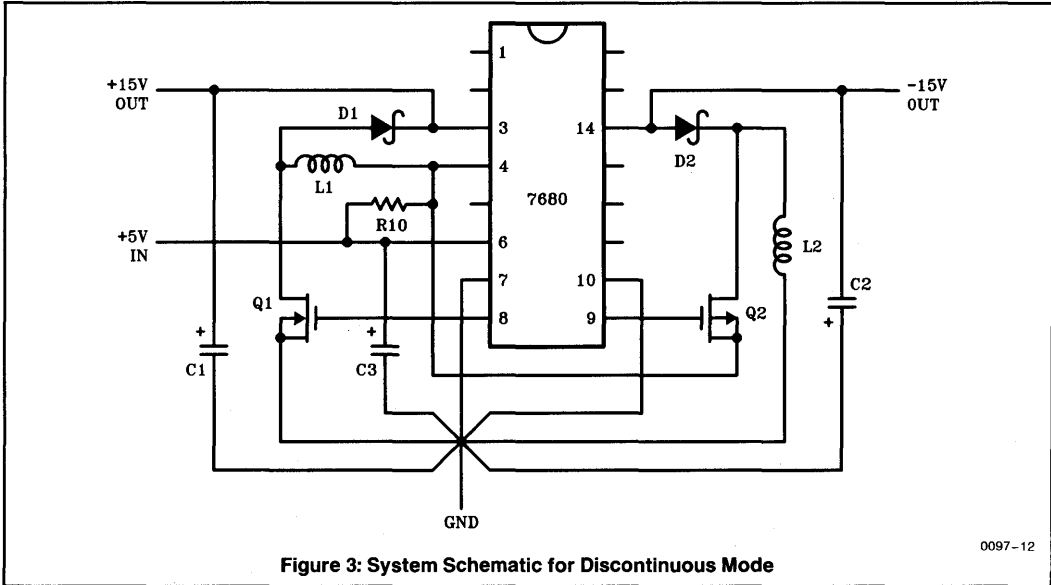 1
+15V
OUT
-15V
OUT
D1
3
14
D2
4
L1
7680
R10
+5V
IN
6
L2
7
10
C2
Q1
8
9
Q2
+
+
+
C1
C3
GND
0097-12
Figure 3: System Schematic for Discontinuous Mode